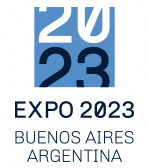 20
23
EXPO 2023
BUENOS AIRES
ARGENTINA